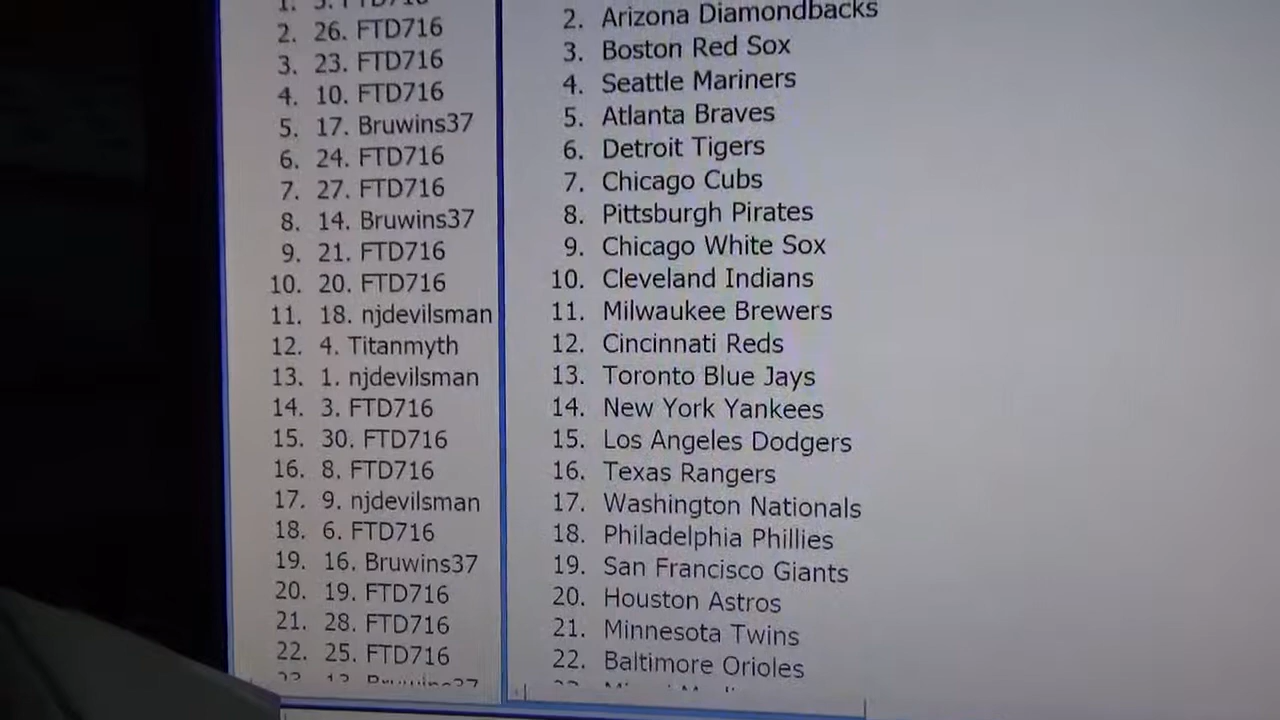 2. 26. FTD716
3. 23. FTD716
4. 10. FTD716
5. 17. Bruwins37
6. 24. FTD716
7. 27. FTD716
8. 14. Bruwins37
9. 21. FTD716
10. 20. FTD716
11. 18. njdevilsman
12. 4. Titanmyth
13. 1. njdevilsman
14. 3. FTD716
15. 30. FTD716
16. 8. FTD716
17. 9. njdevilsman
18. 6. FTD716
19. 16. Bruwins37
20. 19. FTD716
21. 28. FTD716
22. 25. FTD716
2. Arizona Diamondbacks
3. Boston Red Sox
4. Seattle Mariners
5. Atlanta Braves
6. Detroit Tigers
7. Chicago Cubs
8. Pittsburgh Pirates
9. Chicago White Sox
10. Cleveland Indians
11. Milwaukee Brewers
12. Cincinnati Reds
13. Toronto Blue Jays
14. New York Yankees
15. Los Angeles Dodgers
16. Texas Rangers
17. Washington Nationals
18. Philadelphia Phillies
19. San Francisco Giants
20. Houston Astros
21. Minnesota Twins
22. Baltimore Orioles